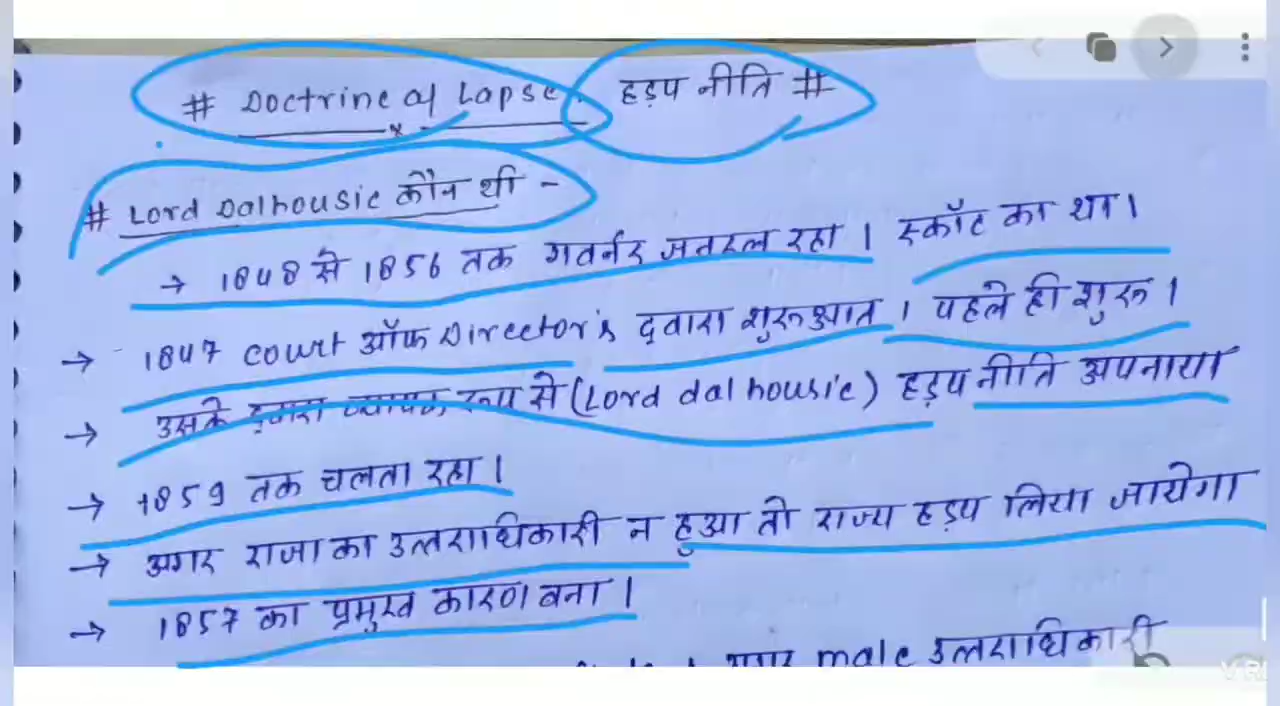 # Doctrine of Lapse. हड़प नीति #
# Lord Dalhousie कौन थी -
→ 1848 से 1856 तक गवर्नर जनरल रहा। स्कॉट का था।
→ 1847 court ऑफ Director's द्वारा शुरुआत। पहले ही शुरू।
→ उसके द्वारा व्यापक रूप से (Lord dalhousie) हड़प नीति अपनाया
→ 1859 तक चलता रहा।
→ अगर राजा का उत्तराधिकारी न हुआ तो राज्य हड़प लिया जायेगा
→ 1857 का प्रमुख कारण बना।
male उत्तराधिकारी